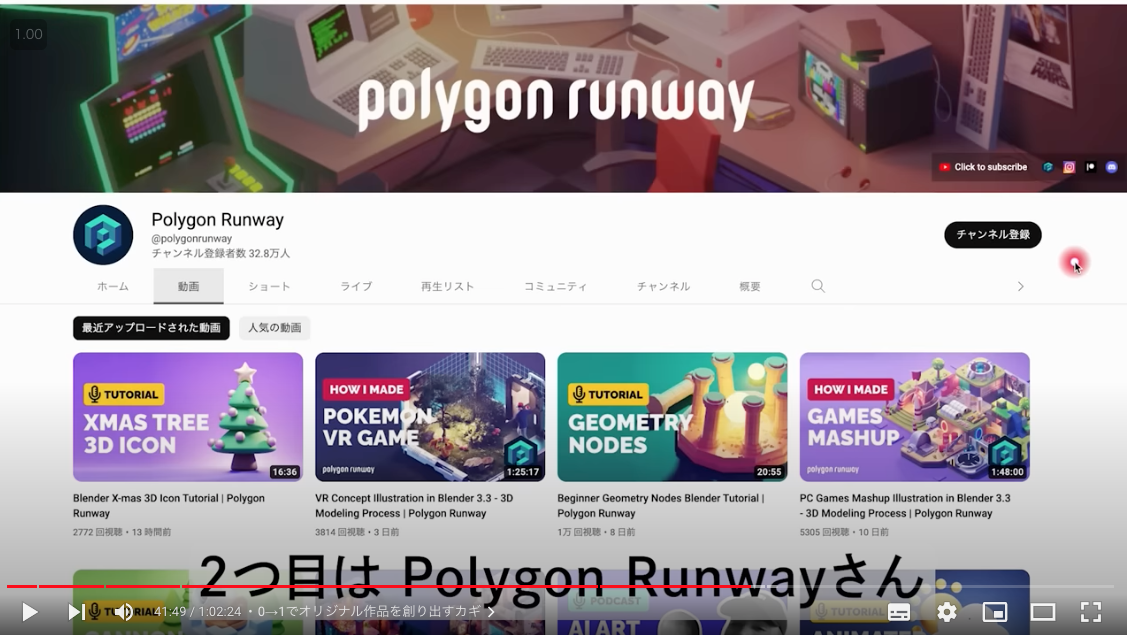 1.00
polygon runway
Click to subscribe
Polygon Runway
@polygonrunway
チャンネル登録者数 32.8万人
チャンネル登録
ホーム 動画 ショート ライブ 再生リスト コミュニティ チャンネル 概要
最近アップロードされた動画 人気の動画
TUTORIAL
XMAS TREE
3D ICON
16:36
HOW I MADE
POKEMON
VR GAME
polygon runway
1:25:17
TUTORIAL
GEOMETRY
NODES
20:55
HOW I MADE
GAMES
MASHUP
polygon runway
1:48:00
Blender X-mas 3D Icon Tutorial | Polygon
Runway
2772 回視聴・13 時間前
VR Concept Illustration in Blender 3.3 - 3D
Modeling Process | Polygon Runway
3814 回視聴・3 日前
Beginner Geometry Nodes Blender Tutorial |
Polygon Runway
1万 回視聴・8 日前
PC Games Mashup Illustration in Blender 3.3
- 3D Modeling Process | Polygon Runway
5305 回視聴・10 日前
2つ目は Polygon Runwayさん
PODCAST
AI ART
TUTORIAL
41:49 / 1:02:24・0→1でオリジナル作品を創り出すカギ